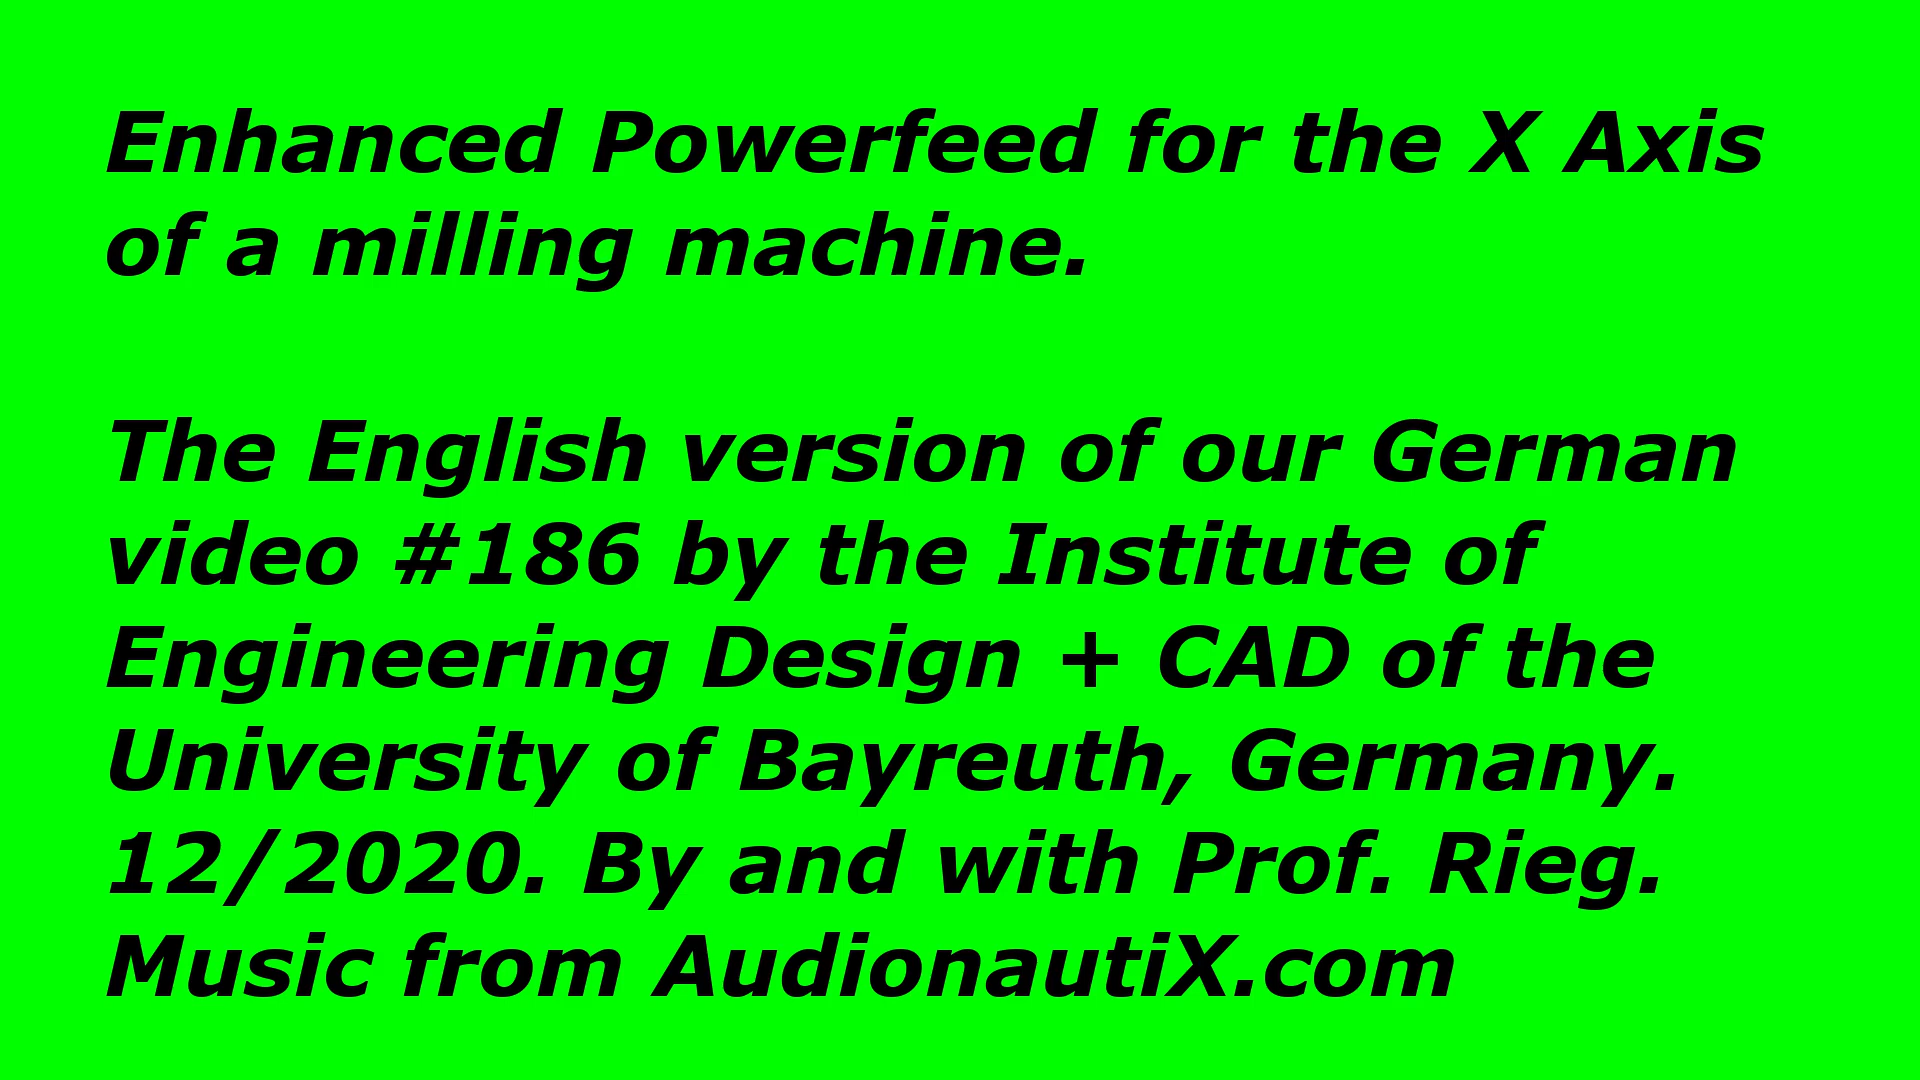 Enhanced Powerfeed for the X Axis
of a milling machine.
The English version of our German
video #186 by the Institute of
Engineering Design + CAD of the
University of Bayreuth, Germany.
12/2020. By and with Prof. Rieg.
Music from AudionautiX.com